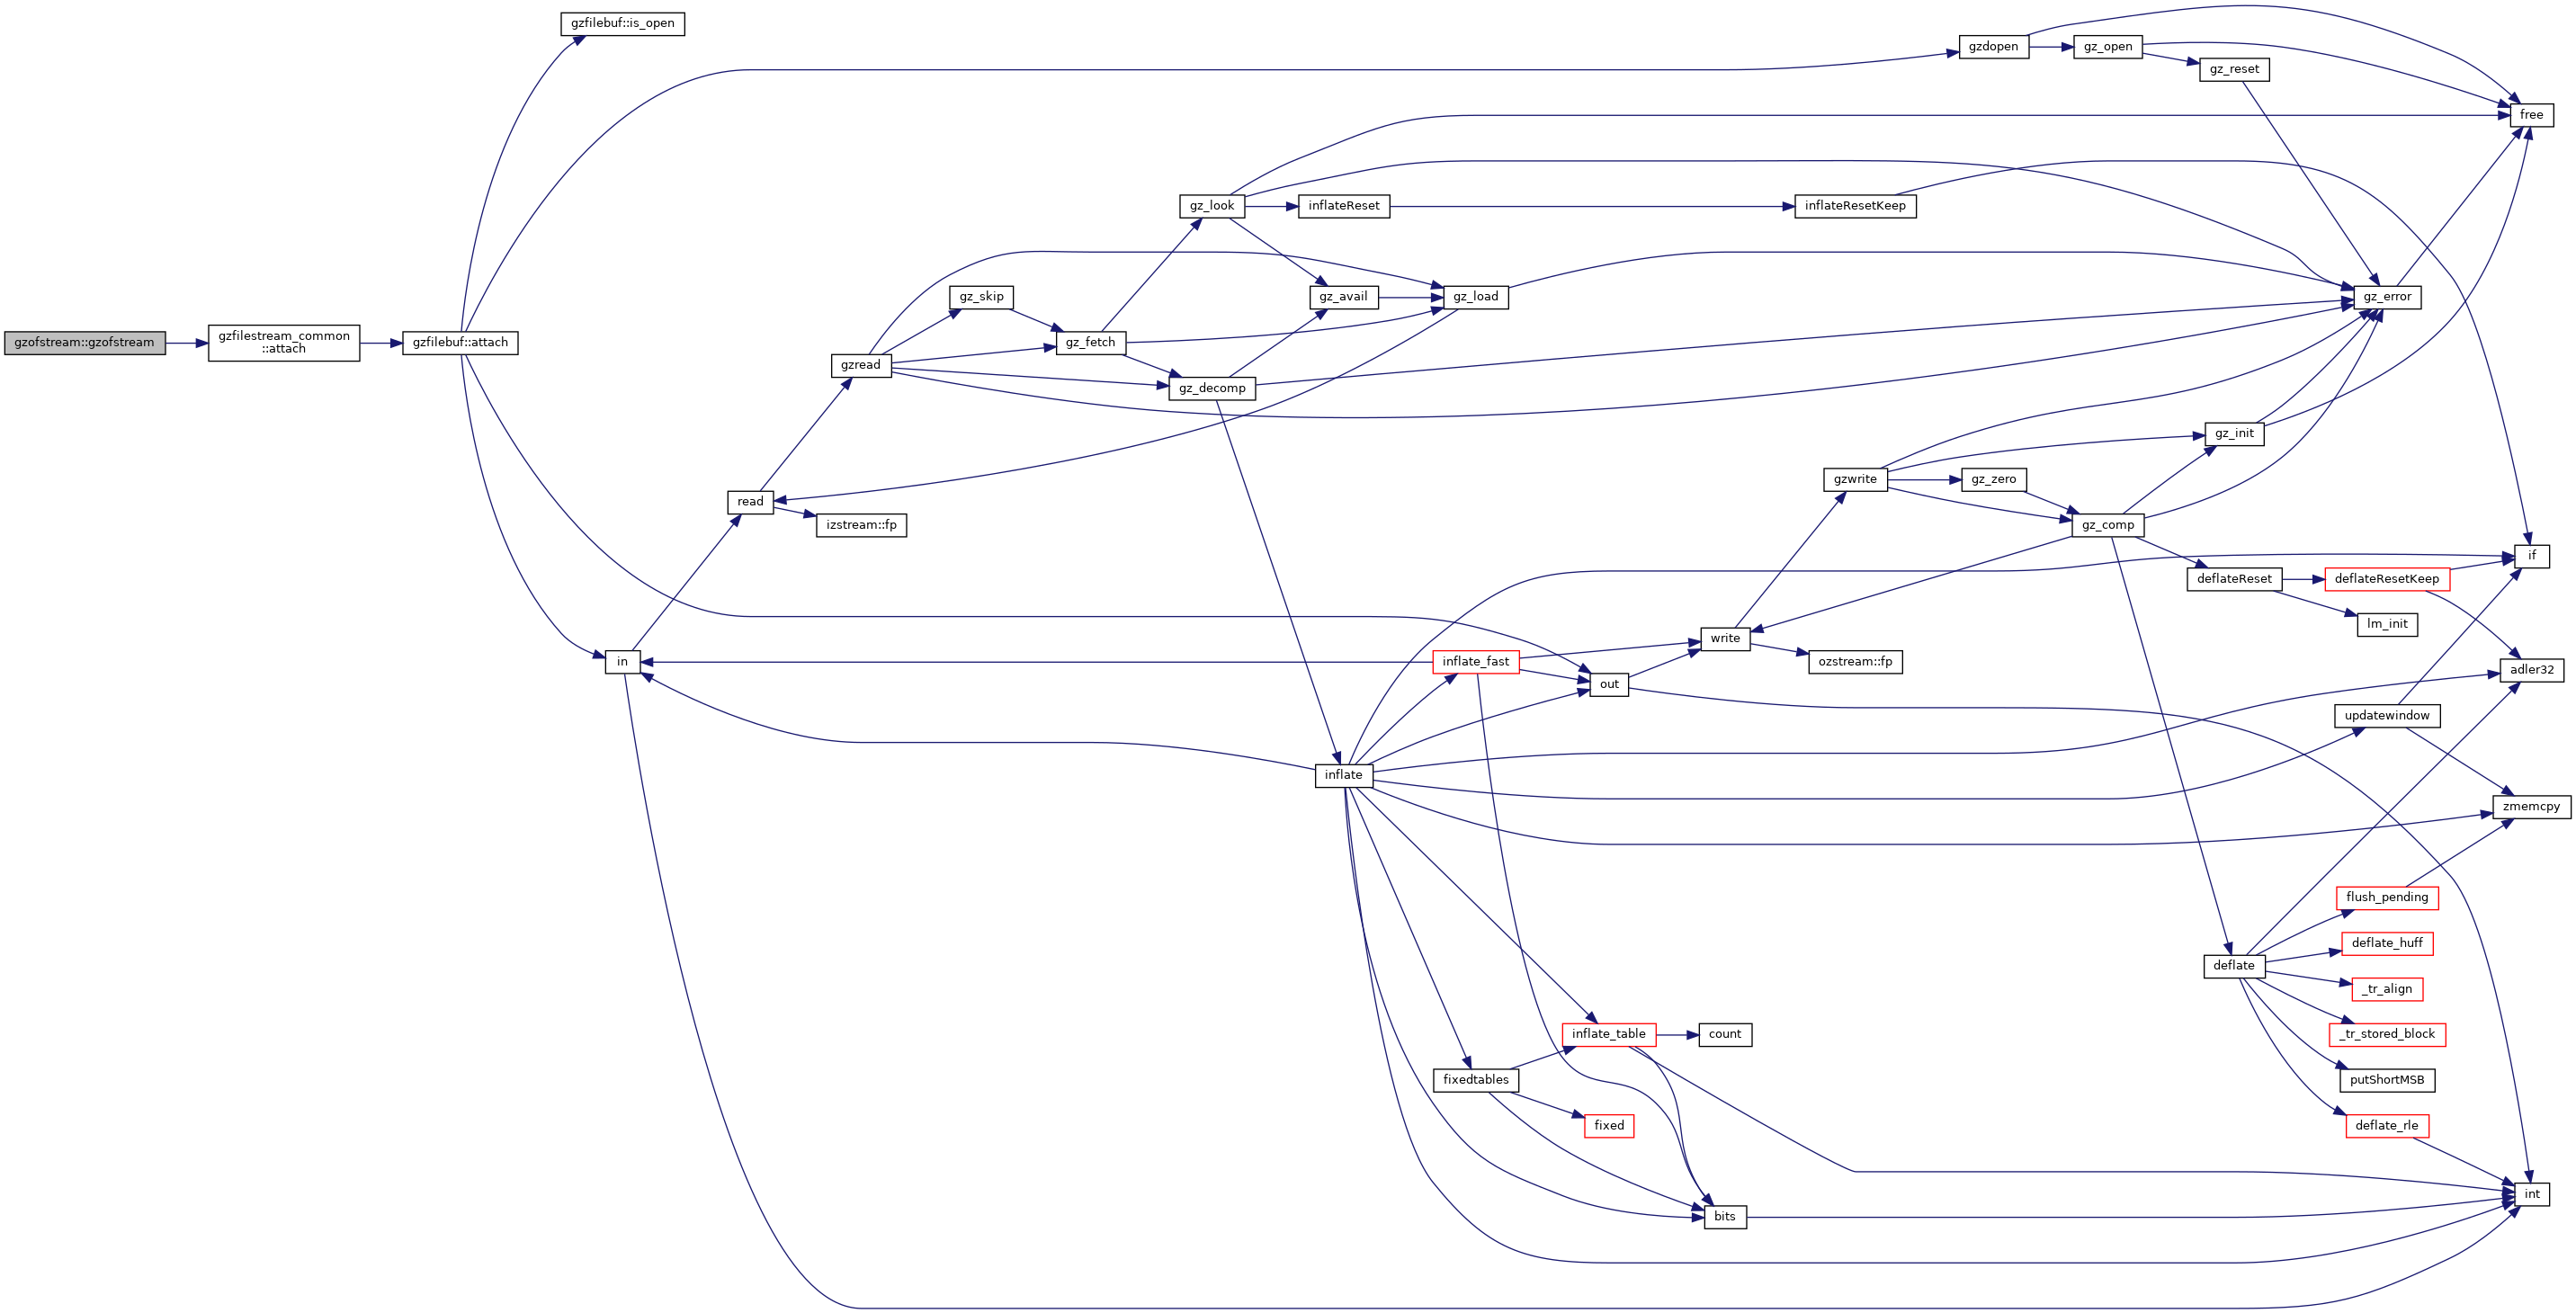 gzofstream::gzofstream
gzfilestream_common
::attach
gzfilebuf::attach
gzfilebuf::is_open
in
read
izstream::fp
gzread
gz_skip
gz_fetch
gz_look
gz_decomp
inflateReset
gz_avail
gz_load
inflate
inflate_fast
fixedtables
inflate_table
fixed
out
count
bits
write
inflateResetKeep
gzwrite
ozstream::fp
gzdopen
gz_open
gz_reset
gz_zero
gz_comp
gz_init
deflateReset
deflate
deflateResetKeep
lm_init
gz_error
updatewindow
flush_pending
deflate_huff
_tr_align
_tr_stored_block
putShortMSB
deflate_rle
free
if
adler32
zmemcpy
int